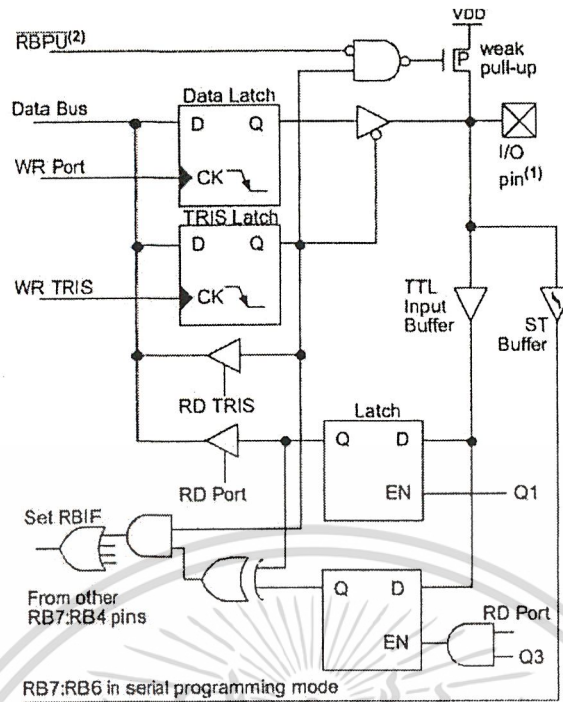 VDD
RBPU(2)
P
weak
pull-up
Data Bus
Data Latch
D Q
I/O
pin(1)
WR Port
CK
TRIS Latch
D Q
WR TRIS
CK
TTL
Input
Buffer
ST
Buffer
RD TRIS
Latch
Q D
RD Port
EN
Q1
Set RBIF
From other
RB7:RB4 pins
Q D
RD Port
EN
Q3
RB7:RB6 in serial programming mode